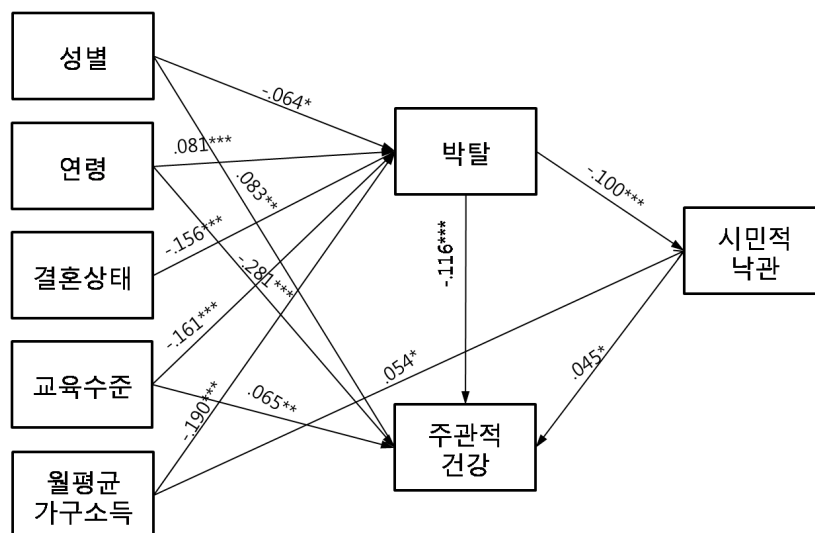 성별
-.064*
연령
.081***
박탈
.083**
-.100***
결혼상태
-.156***
-.281***
-.116***
시민적
낙관
교육수준
-.161***
-.190***
.065**
.054*
.045*
주관적
건강
월평균
가구소득